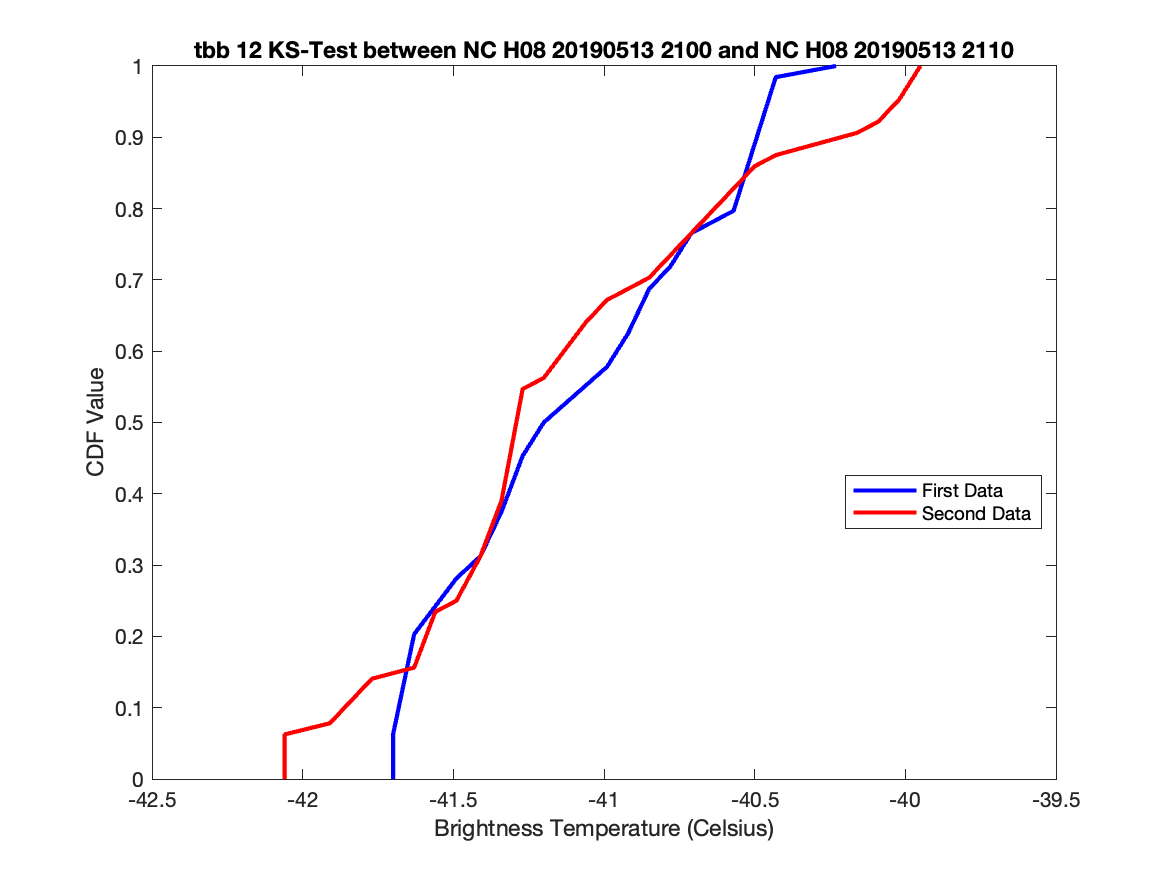 tbb 12 KS-Test between NC H08 20190513 2100 and NC H08 20190513 2110
1
0.9
0.8
0.7
0.6
0.5
0.4
0.3
0.2
0.1
0
CDF Value
First Data
Second Data
-42.5 -42 -41.5 -41 -40.5 -40 -39.5
Brightness Temperature (Celsius)